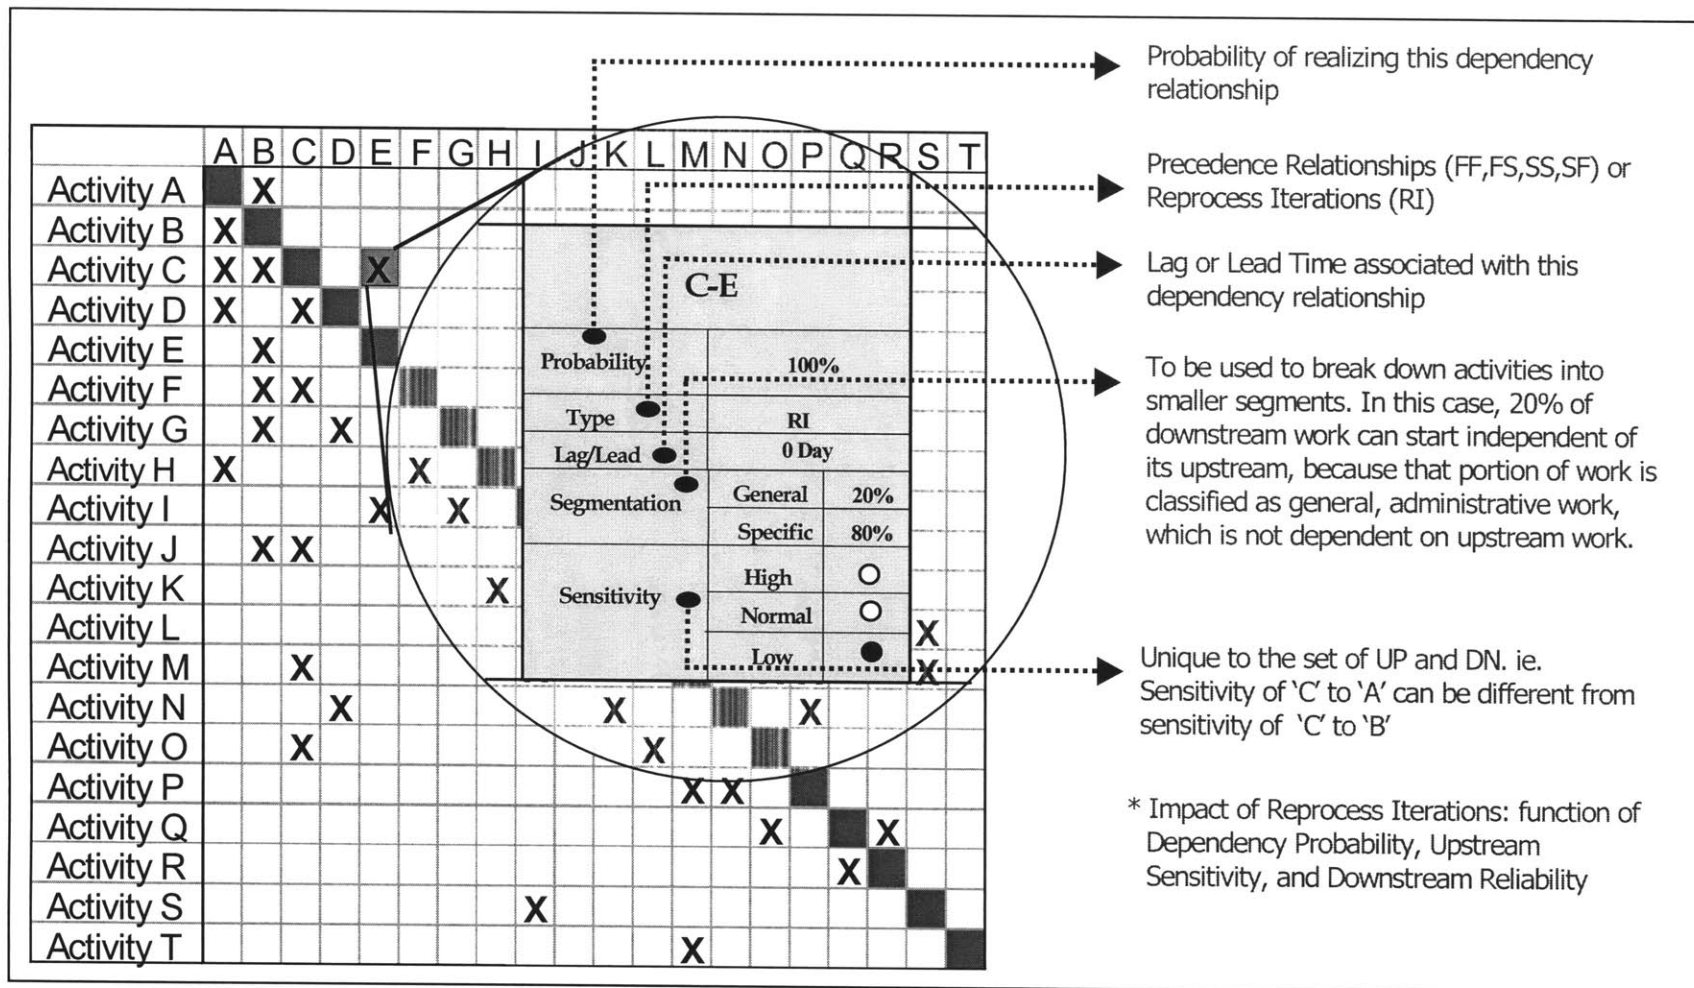 Probability of realizing this dependency
relationship
A B C D E F G H I J K L M N O P Q R S T
Activity A X
Activity B X
Activity C X X X
Activity D X X
Activity E X
Activity F X X
Activity G X X
Activity H X X
Activity I X X
Activity J X X
Activity K X
Activity L X
Activity M X X
Activity N X X X
Activity O X X
Activity P X X
Activity Q X X
Activity R X
Activity S X
Activity T X
C-E
Probability 100%
Type RI
Lag/Lead 0 Day
Segmentation General 20%
Specific 80%
Sensitivity High
Normal
Low
Precedence Relationships (FF,FS,SS,SF) or
Reprocess Iterations (RI)
Lag or Lead Time associated with this
dependency relationship
To be used to break down activities into
smaller segments. In this case, 20% of
downstream work can start independent of
its upstream, because that portion of work is
classified as general, administrative work,
which is not dependent on upstream work.
Unique to the set of UP and DN. ie.
Sensitivity of ‘C’ to ‘A’ can be different from
sensitivity of ‘C’ to ‘B’
* Impact of Reprocess Iterations: function of
Dependency Probability, Upstream
Sensitivity, and Downstream Reliability